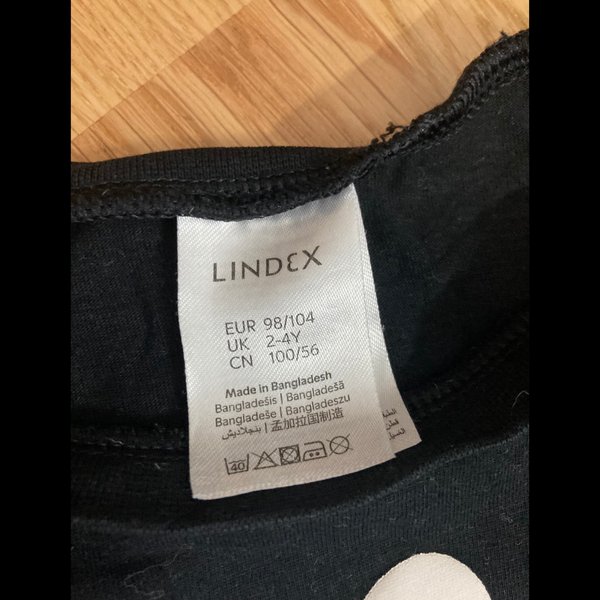 LINDEX
EUR 98/104
UK 2-4Y
CN 100/56
Made in Bangladesh
Bangladešis | Bangladešā
Bangladeše | Bangladeszu
بنجلاديش | 孟加拉国制造
40